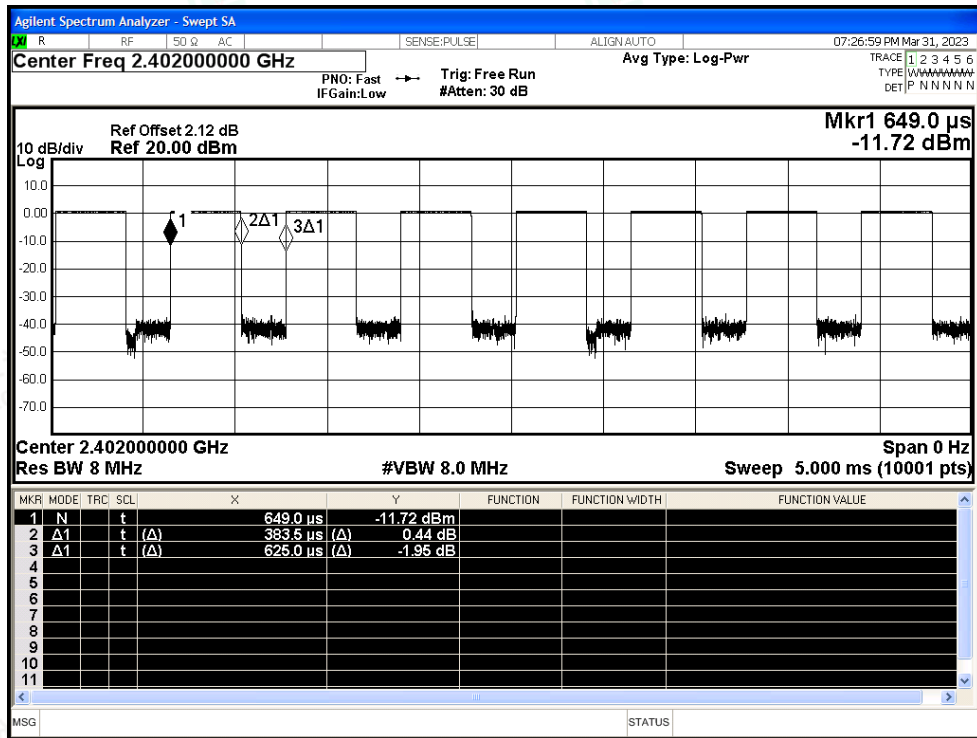 Agilent Spectrum Analyzer - Swept SA
LXI R RF 50 Ω AC SENSE:PULSE ALIGN AUTO 07:26:59 PM Mar 31, 2023
Center Freq 2.402000000 GHz Avg Type: Log-Pwr TRACE 1 2 3 4 5 6
PNO: Fast Trig: Free Run TYPE WWWWWW
IFGain:Low #Atten: 30 dB DET P N N N N N
Mkr1 649.0 µs
-11.72 dBm
Ref Offset 2.12 dB
10 dB/div Ref 20.00 dBm
Log
10.0
0.00
1 2Δ1 3Δ1
-10.0
-20.0
-30.0
-40.0
-50.0
-60.0
-70.0
Center 2.402000000 GHz Span 0 Hz
Res BW 8 MHz #VBW 8.0 MHz Sweep 5.000 ms (10001 pts)
MKR MODE TRC SCL X Y FUNCTION FUNCTION WIDTH FUNCTION VALUE
1 N t 649.0 µs -11.72 dBm
2 Δ1 t (Δ) 383.5 µs (Δ) 0.44 dB
3 Δ1 t (Δ) 625.0 µs (Δ) -1.95 dB
4
5
6
7
8
9
10
11
MSG STATUS